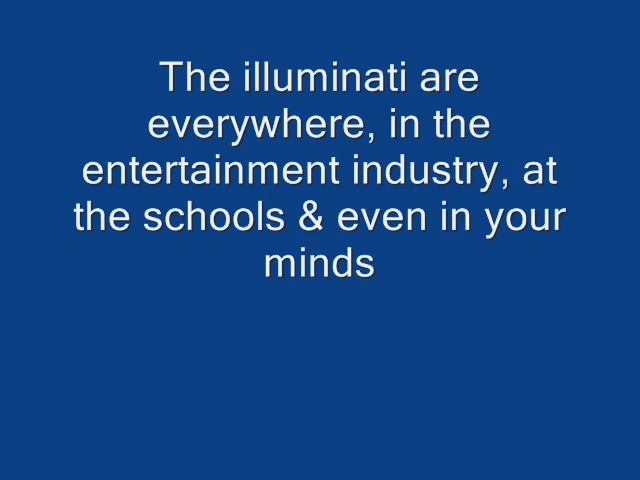 The illuminati are
everywhere, in the
entertainment industry, at
the schools & even in your
minds